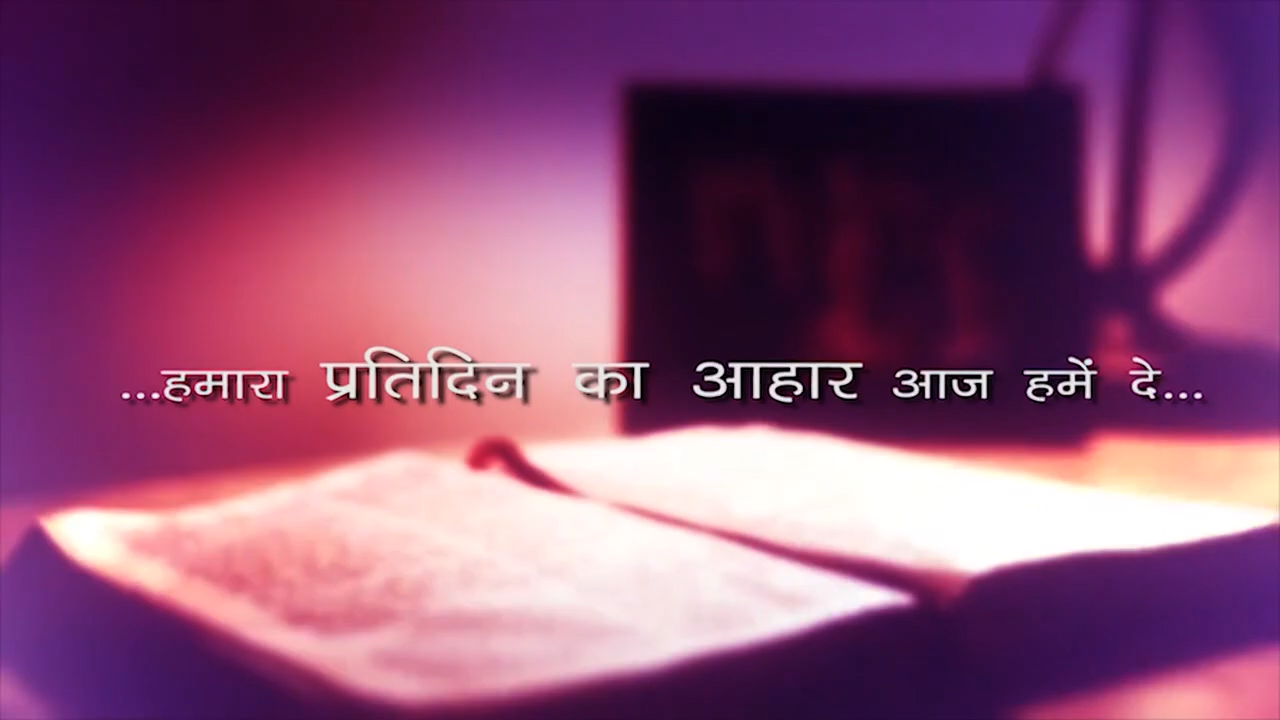 ...हमारा प्रतिदिन का आहार आज हमें दे...